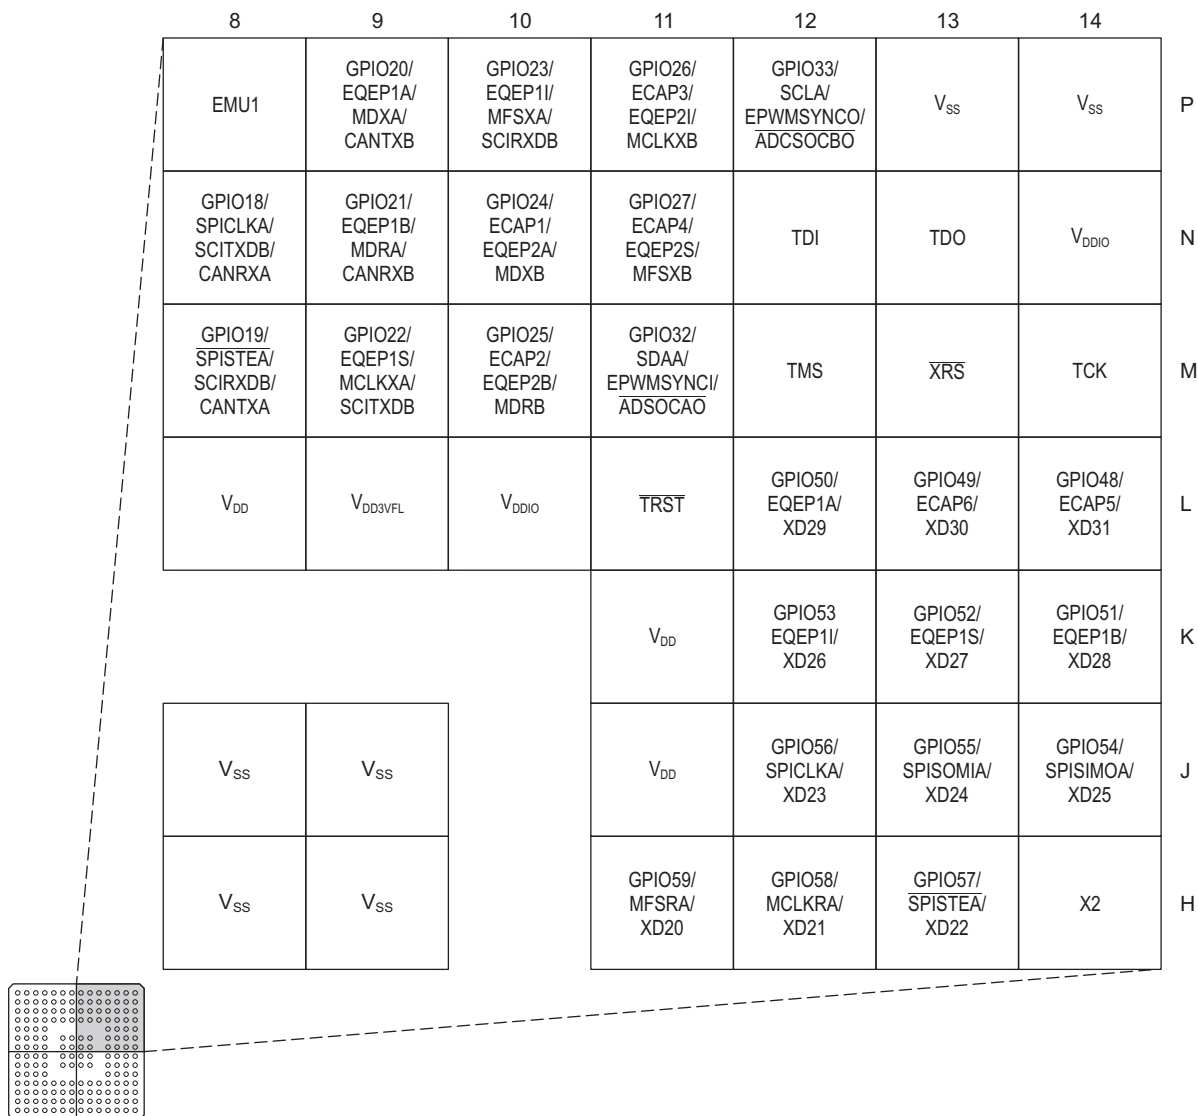 8 9 10 11 12 13 14
EMU1
GPIO20/
EQEP1A/
MDXA/
CANTXB
GPIO23/
EQEP1I/
MFSXA/
SCIRXDB
GPIO26/
ECAP3/
EQEP2I/
MCLKXB
GPIO33/
SCLA/
EPWMSYNCO/
ADCSOCBO
VSS
VSS
P
GPIO18/
SPICLKA/
SCITXDB/
CANRXA
GPIO21/
EQEP1B/
MDRA/
CANRXB
GPIO24/
ECAP1/
EQEP2A/
MDXB
GPIO27/
ECAP4/
EQEP2S/
MFSXB
TDI
TDO
VDDIO
N
GPIO19/
SPISTEA/
SCIRXDB/
CANTXA
GPIO22/
EQEP1S/
MCLKXA/
SCITXDB
GPIO25/
ECAP2/
EQEP2B/
MDRB
GPIO32/
SDAA/
EPWMSYNCI/
ADSOCAO
TMS
XRS
TCK
M
VDD
VDD3VFL
VDDIO
TRST
GPIO50/
EQEP1A/
XD29
GPIO49/
ECAP6/
XD30
GPIO48/
ECAP5/
XD31
L
VDD
GPIO53
EQEP1I/
XD26
GPIO52/
EQEP1S/
XD27
GPIO51/
EQEP1B/
XD28
K
VSS
VSS
VDD
GPIO56/
SPICLKA/
XD23
GPIO55/
SPISOMIA/
XD24
GPIO54/
SPISIMOA/
XD25
J
VSS
VSS
GPIO59/
MFSRA/
XD20
GPIO58/
MCLKRA/
XD21
GPIO57/
SPISTEA/
XD22
X2
H